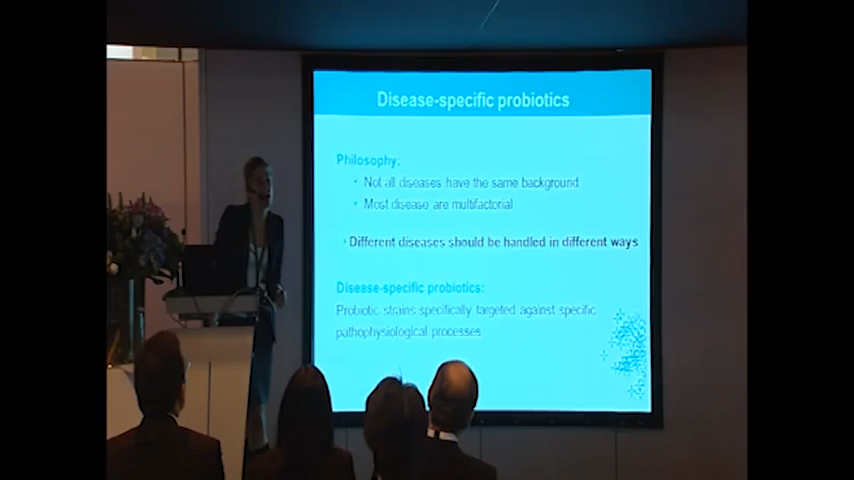 Disease-specific probiotics
Philosophy:
• Not all diseases have the same background
• Most disease are multifactorial
› Different diseases should be handled in different ways
Disease-specific probiotics:
Probiotic strains specifically targeted against specific
pathophysiological processes